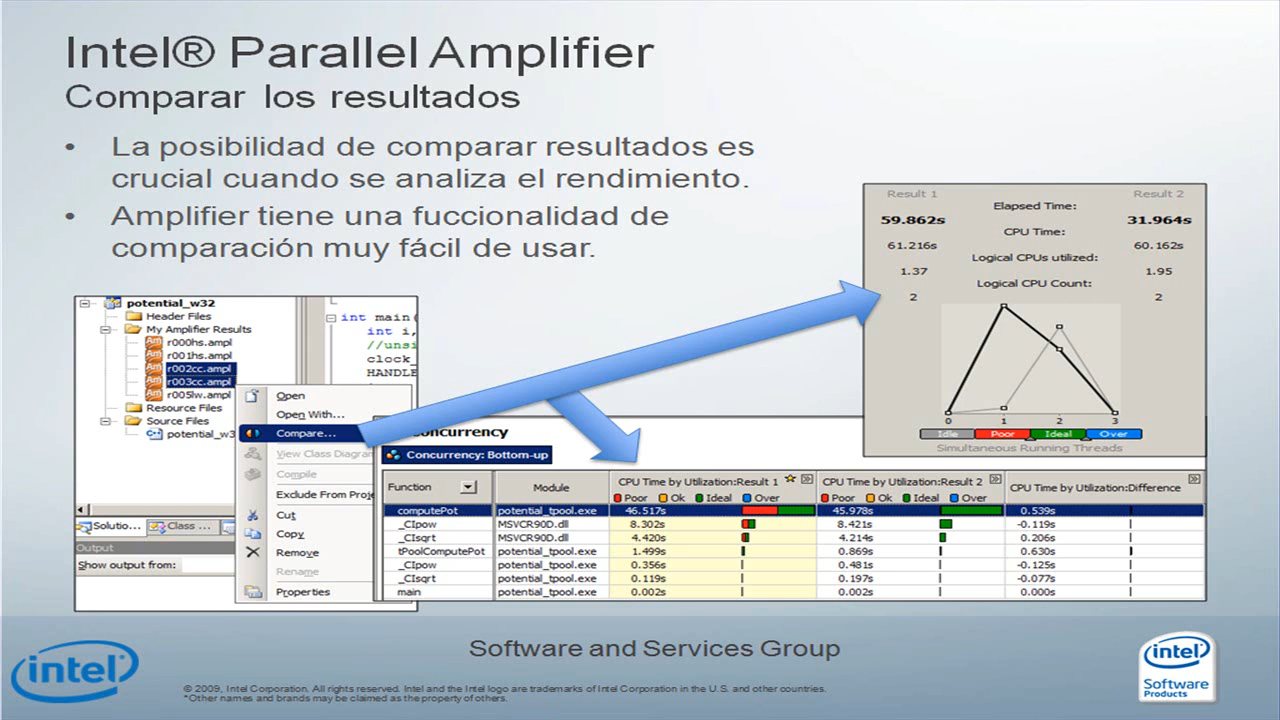 Intel® Parallel Amplifier
Comparar los resultados
• La posibilidad de comparar resultados es
crucial cuando se analiza el rendimiento.
• Amplifier tiene una fuccionalidad de
comparación muy fácil de usar.
Result 1 Result 2
Elapsed Time:
59.862s 31.964s
CPU Time:
61.216s 60.162s
Logical CPUs utilized:
1.37 1.95
Logical CPU Count:
2 2
0 1 2 3
Idle Poor Ideal Over
Simultaneous Running Threads
potential_w32
Header Files
My Amplifier Results
r000hs.ampl
r001hs.ampl
r002cc.ampl
r003cc.ampl
r005lw.ampl
Resource Files
Source Files
potential_w3
int main(
int i,
//unsi
clock_
HANDLE
Solutio... Class ...
Output
Show output from:
Open
Open With...
Compare...
View Class Diagram
Compile
Exclude From Proje
Cut
Copy
Remove
Rename
Properties
oncurrency
Concurrency: Bottom-up
Function Module CPU Time by Utilization:Result 1 CPU Time by Utilization:Result 2 CPU Time by Utilization:Difference
Poor Ok Ideal Over Poor Ok Ideal Over
computePot potential_tpool.exe 46.517s 45.978s 0.539s
_CIpow MSVCR90D.dll 8.302s 8.421s -0.119s
_CIsqrt MSVCR90D.dll 4.420s 4.214s 0.206s
tPoolComputePot potential_tpool.exe 1.499s 0.869s 0.630s
_CIpow potential_tpool.exe 0.356s 0.481s -0.125s
_CIsqrt potential_tpool.exe 0.119s 0.197s -0.077s
main potential_tpool.exe 0.002s 0.002s 0.000s
Software and Services Group
intel
© 2009, Intel Corporation. All rights reserved. Intel and the Intel logo are trademarks of Intel Corporation in the U.S. and other countries.
*Other names and brands may be claimed as the property of others.
intel
Software
Products